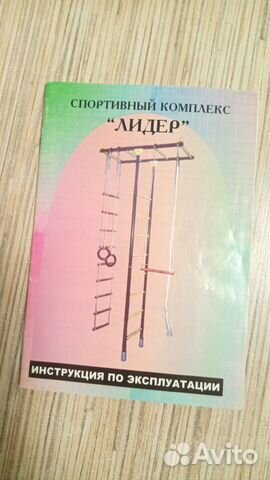 СПОРТИВНЫЙ КОМПЛЕКС
"ЛИДЕР"
ИНСТРУКЦИЯ ПО ЭКСПЛУАТАЦИИ
Avito